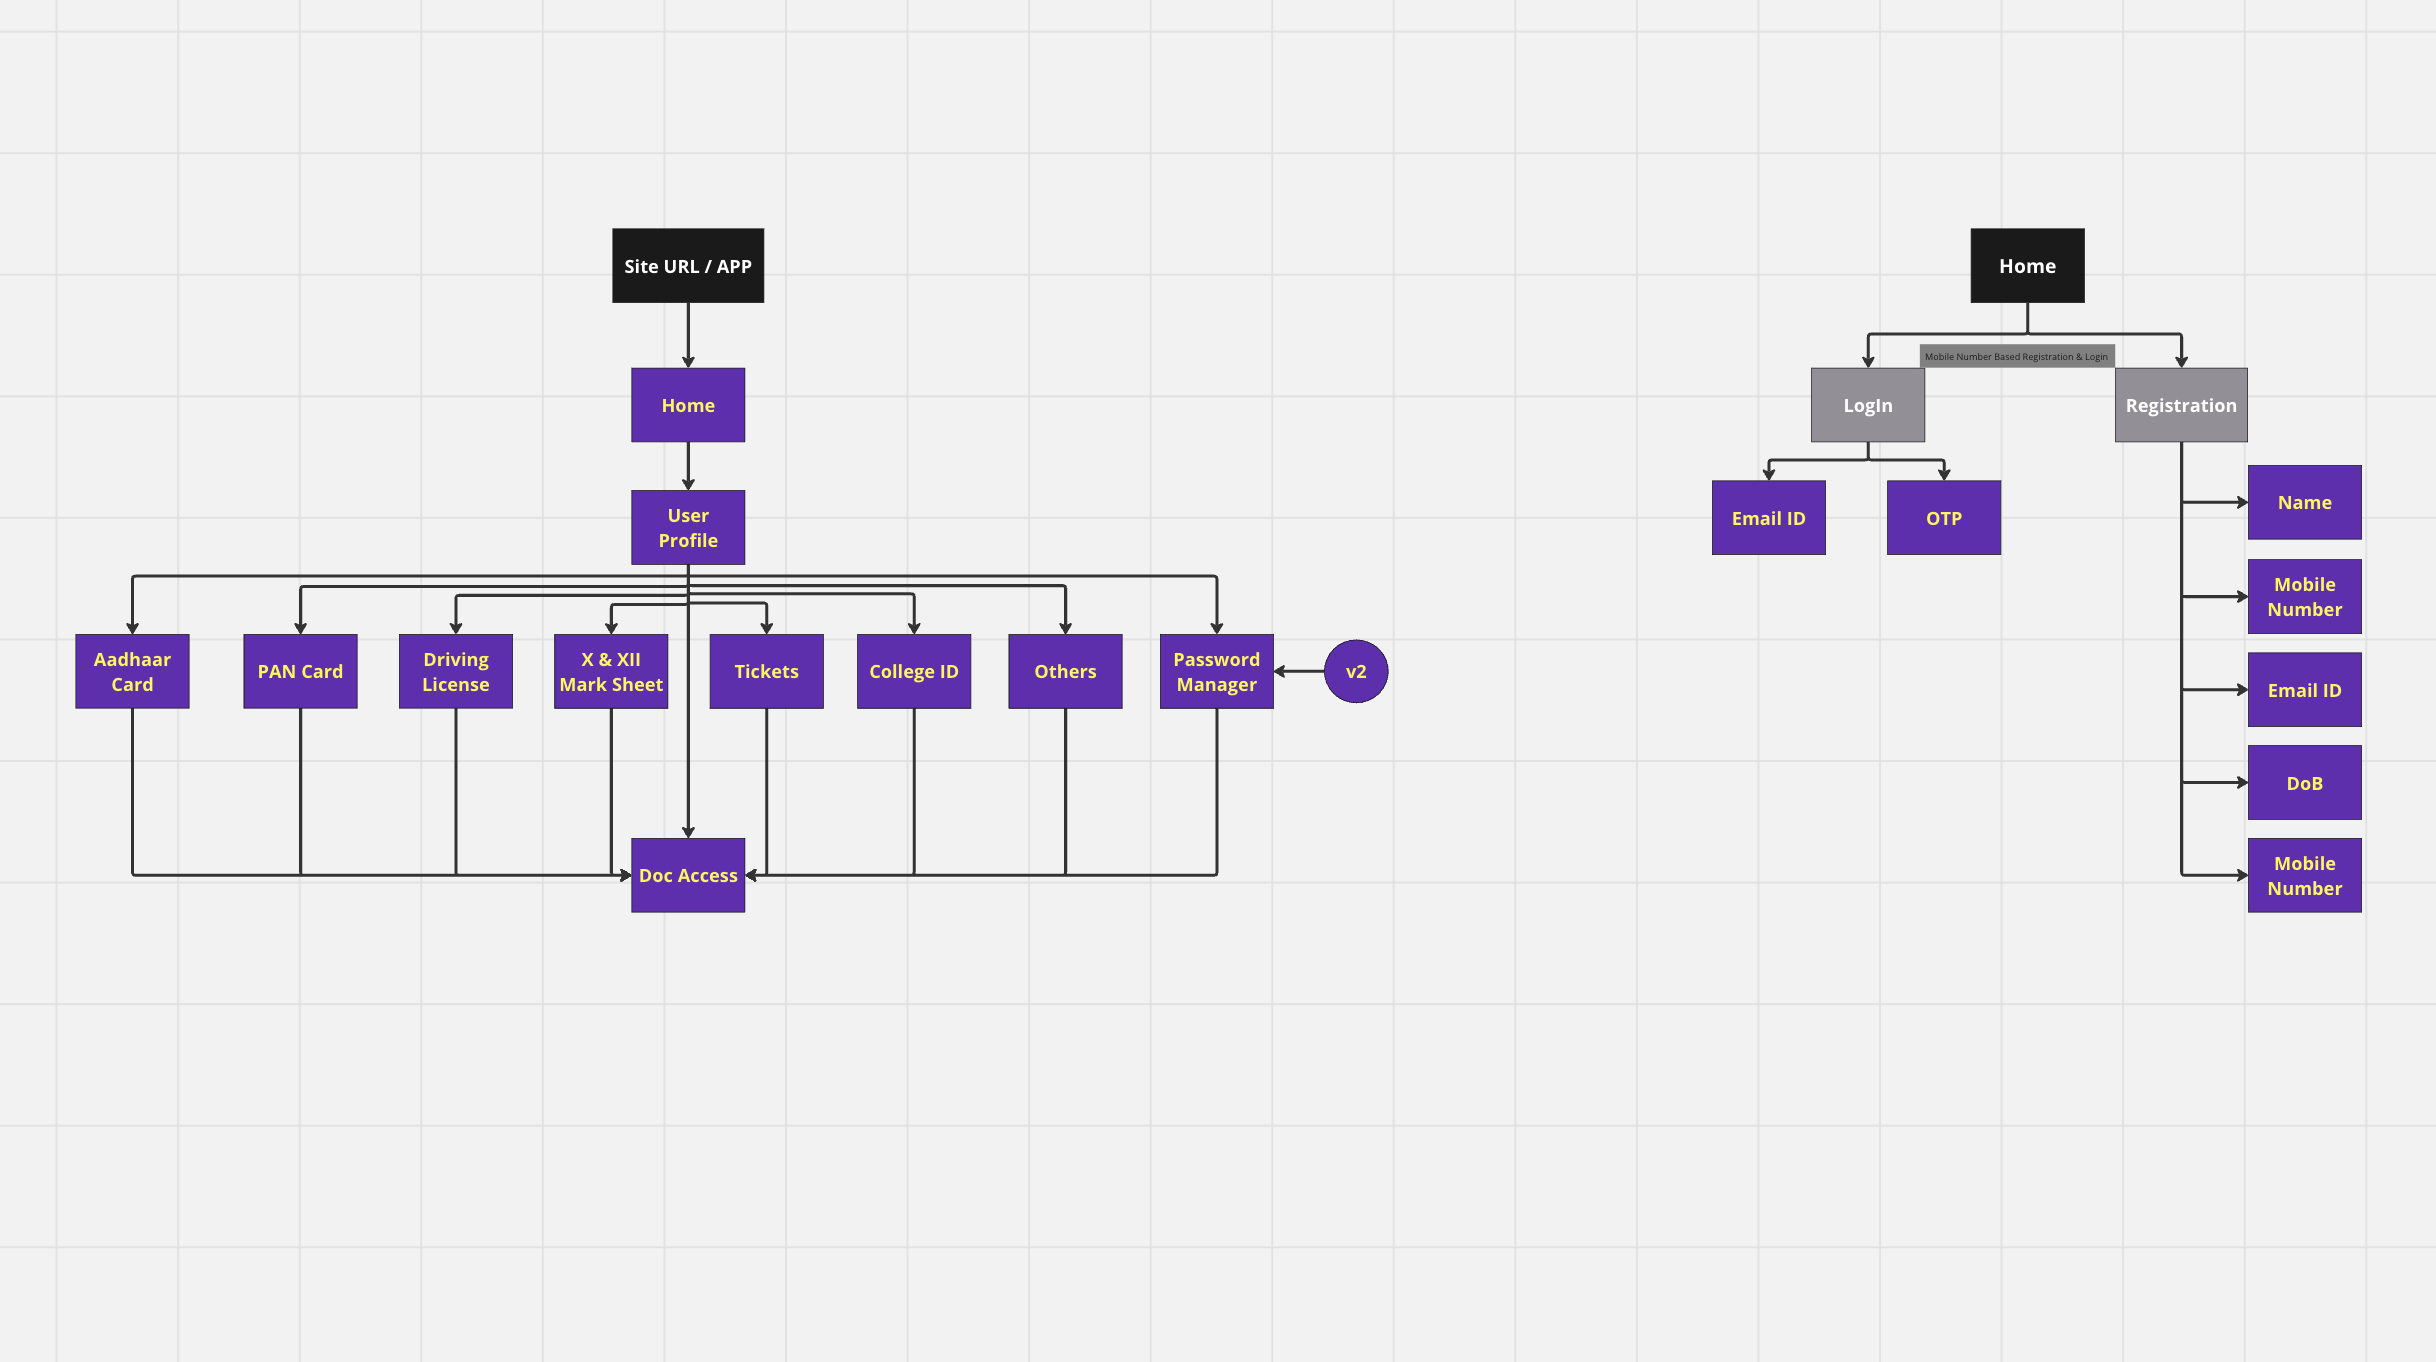 Site URL / APP
Home
User
Profile
Aadhaar
Card
PAN Card
Driving
License
X & XII
Mark Sheet
Tickets
College ID
Others
Password
Manager
v2
Doc Access
Home
Mobile Number Based Registration & Login
LogIn
Registration
Email ID
OTP
Name
Mobile
Number
Email ID
DoB
Mobile
Number